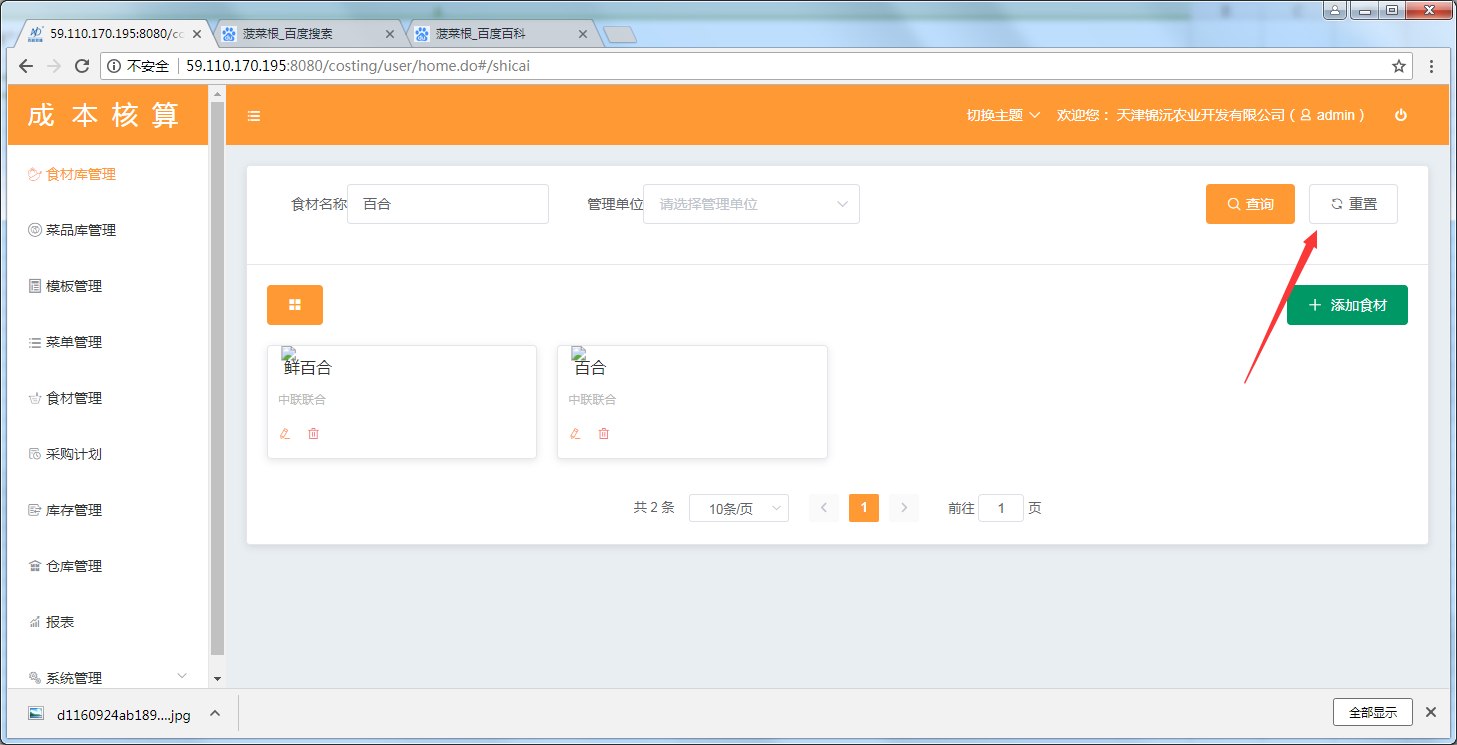 59.110.170.195:8080/cc
菠菜根_百度搜索
菠菜根_百度百科
不安全
59.110.170.195:8080/costing/user/home.do#/shicai
成本核算
切换主题
欢迎您： 天津锦沅农业开发有限公司 ( admin )
食材库管理
菜品库管理
模板管理
菜单管理
食材管理
采购计划
库存管理
仓库管理
报表
系统管理
食材名称 百合
管理单位 请选择管理单位
查询
重置
添加食材
鲜百合
中联联合
百合
中联联合
共 2 条
10条/页
1
前往 1 页
d1160924ab189....jpg
全部显示